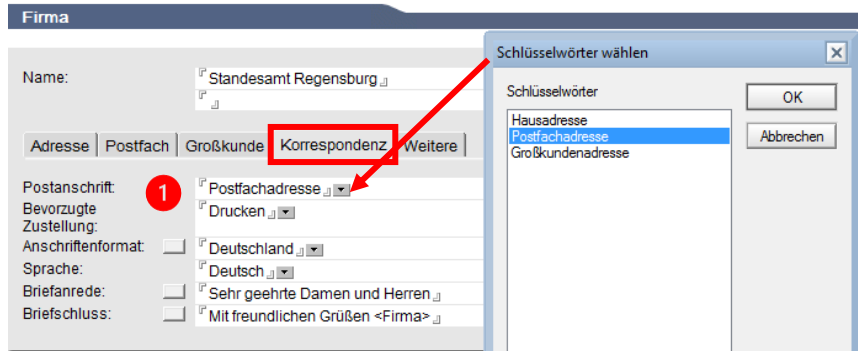 Firma
Name: Standesamt Regensburg
Adresse Postfach Großkunde Korrespondenz Weitere
Postanschrift: 1 Postfachadresse
Bevorzugte Zustellung: Drucken
Anschriftenformat: Deutschland
Sprache: Deutsch
Briefanrede: Sehr geehrte Damen und Herren
Briefschluss: Mit freundlichen Grüßen <Firma>
Schlüsselwörter wählen
Schlüsselwörter
Hausadresse
Postfachadresse
Großkundenadresse
OK
Abbrechen